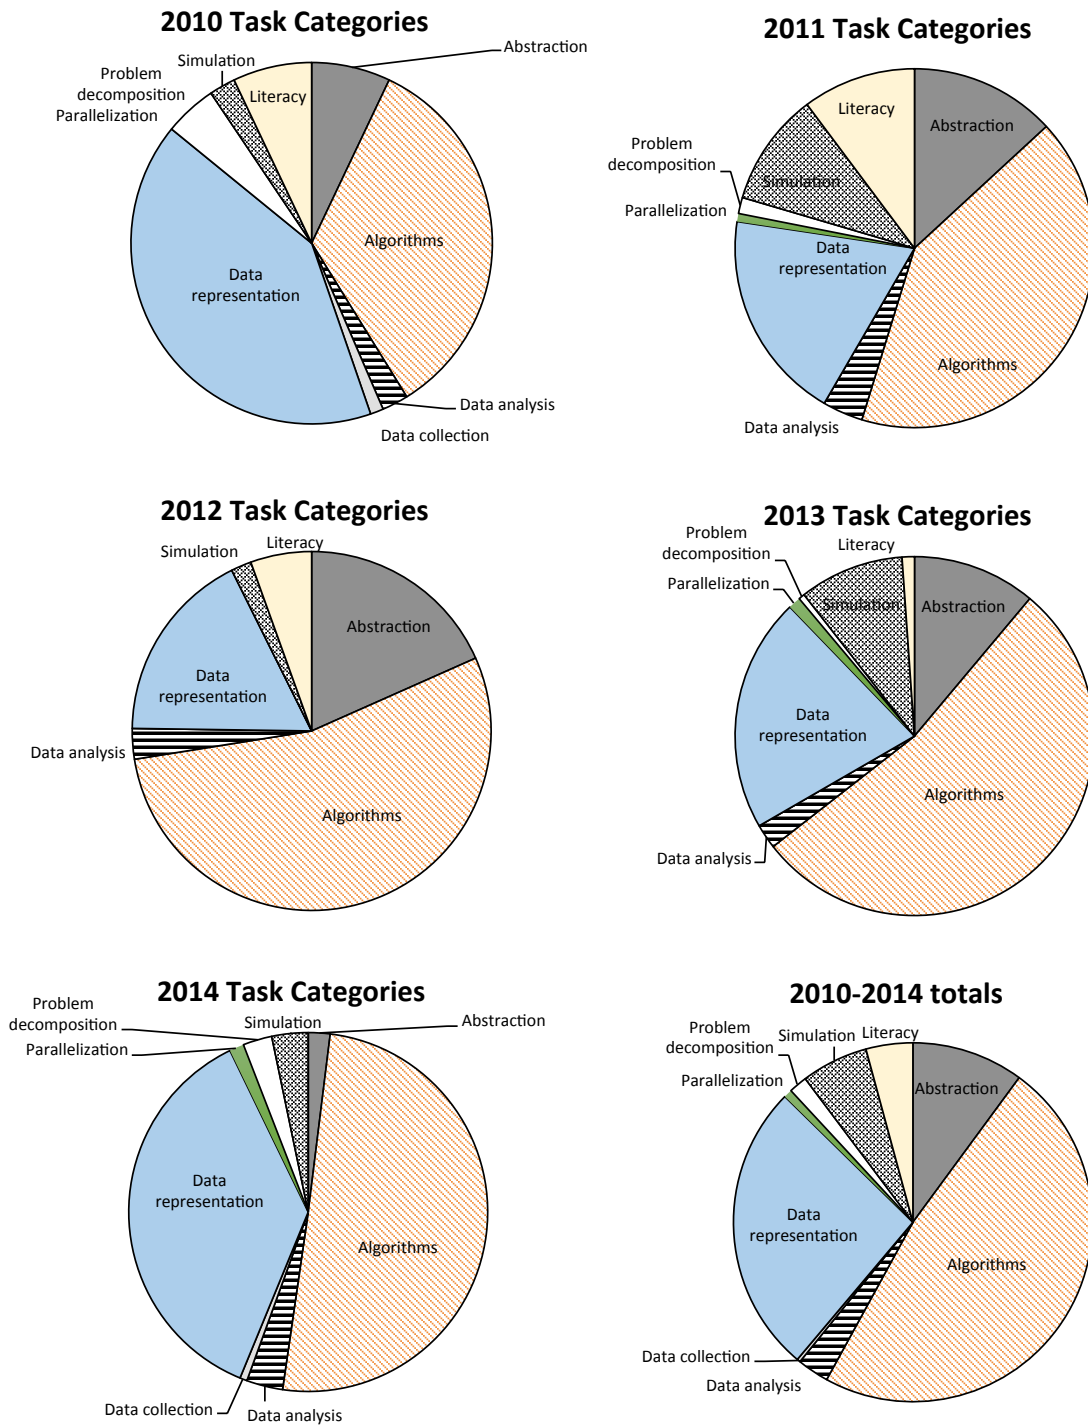 2010 Task Categories
Abstraction
Simulation
Problem
decomposition
Literacy
Parallelization
Algorithms
Data
representation
Data analysis
Data collection
2011 Task Categories
Literacy
Abstraction
Problem
decomposition
Simulation
Parallelization
Data
representation
Algorithms
Data analysis
2012 Task Categories
Literacy
Simulation
Abstraction
Data
representation
Data analysis
Algorithms
2013 Task Categories
Problem
decomposition
Literacy
Parallelization
Simulation
Abstraction
Data
representation
Algorithms
Data analysis
2014 Task Categories
Problem
decomposition
Simulation
Abstraction
Parallelization
Data
representation
Algorithms
Data collection
Data analysis
2010-2014 totals
Problem
decomposition
Simulation
Literacy
Parallelization
Abstraction
Data
representation
Algorithms
Data collection
Data analysis